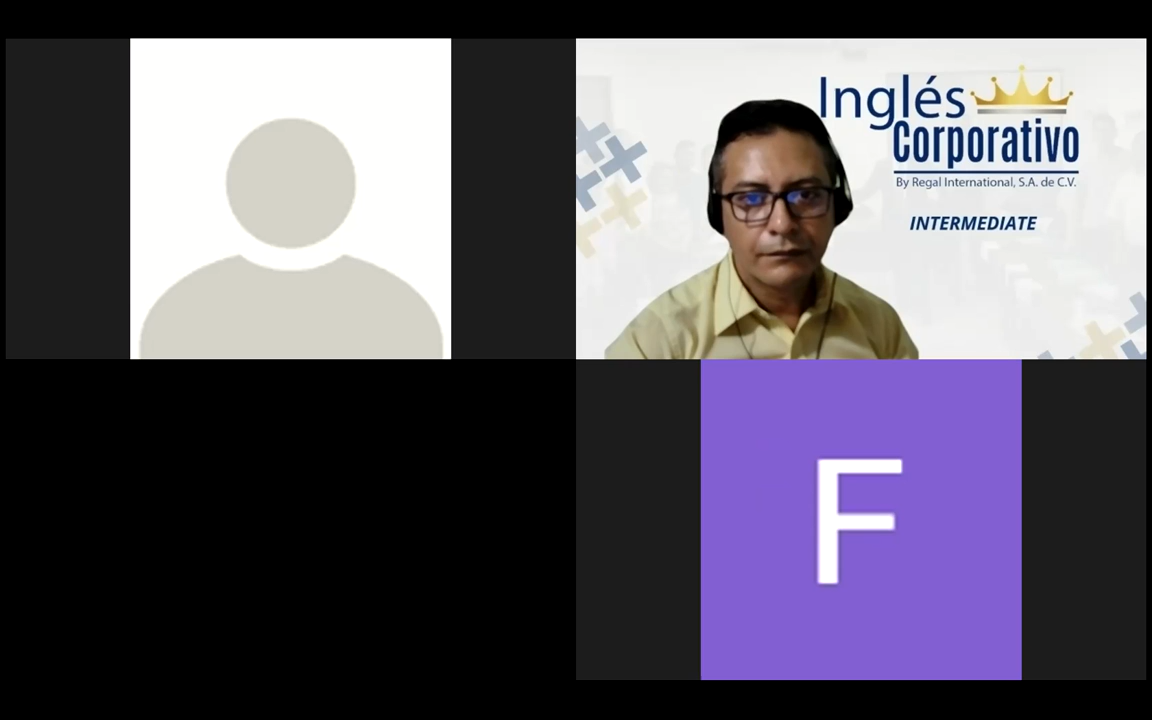 Inglés
Corporativo
By Regal International, S.A. de C.V.
INTERMEDIATE
F